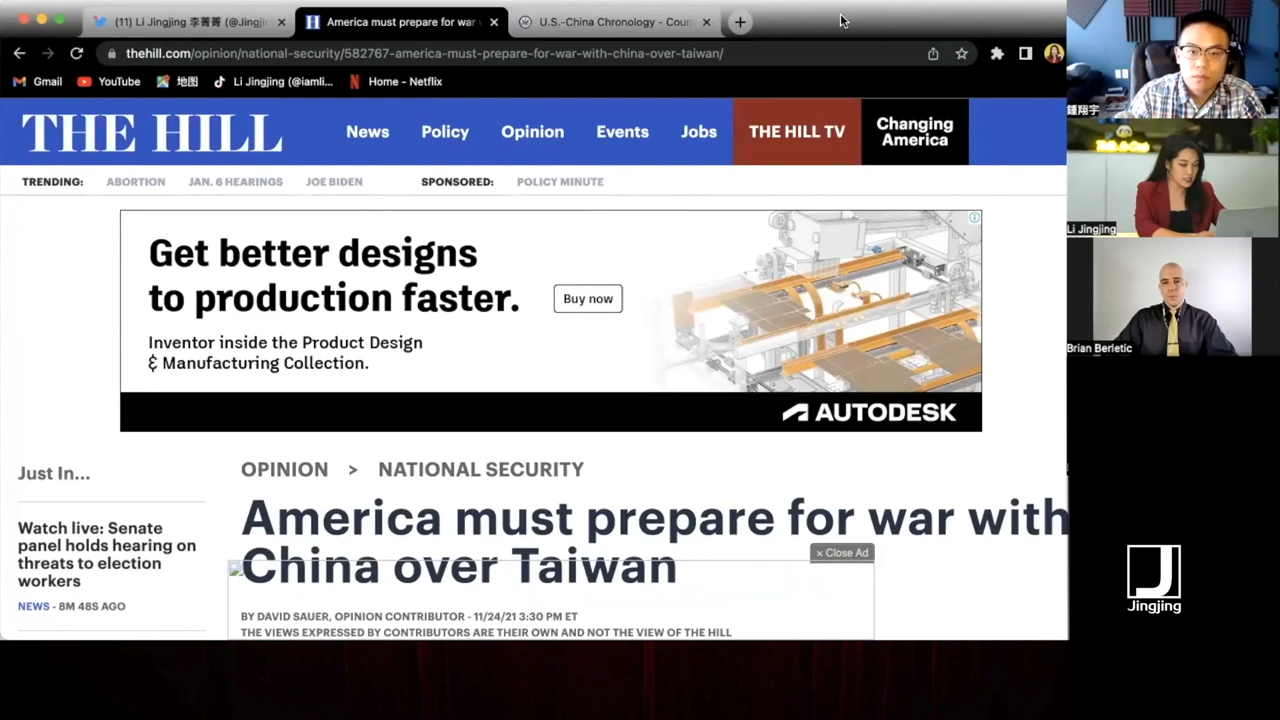 (11) Li Jingjing 李菁菁 (@Jingji
America must prepare for war w
U.S.-China Chronology - Coun
thehill.com/opinion/national-security/582767-america-must-prepare-for-war-with-china-over-taiwan/
Gmail
YouTube
地图
Li Jingjing (@iamli...
Home - Netflix
THE HILL
News
Policy
Opinion
Events
Jobs
THE HILL TV
Changing
America
TRENDING:
ABORTION
JAN. 6 HEARINGS
JOE BIDEN
SPONSORED:
POLICY MINUTE
Get better designs
to production faster.
Buy now
Inventor inside the Product Design
& Manufacturing Collection.
AUTODESK
Just In...
Watch live: Senate
panel holds hearing on
threats to election
workers
NEWS - 8M 48S AGO
OPINION > NATIONAL SECURITY
America must prepare for war with
China over Taiwan
× Close Ad
BY DAVID SAUER, OPINION CONTRIBUTOR - 11/24/21 3:30 PM ET
THE VIEWS EXPRESSED BY CONTRIBUTORS ARE THEIR OWN AND NOT THE VIEW OF THE HILL
鍾翔宇
Li Jingjing
Brian Berletic
Jingjing